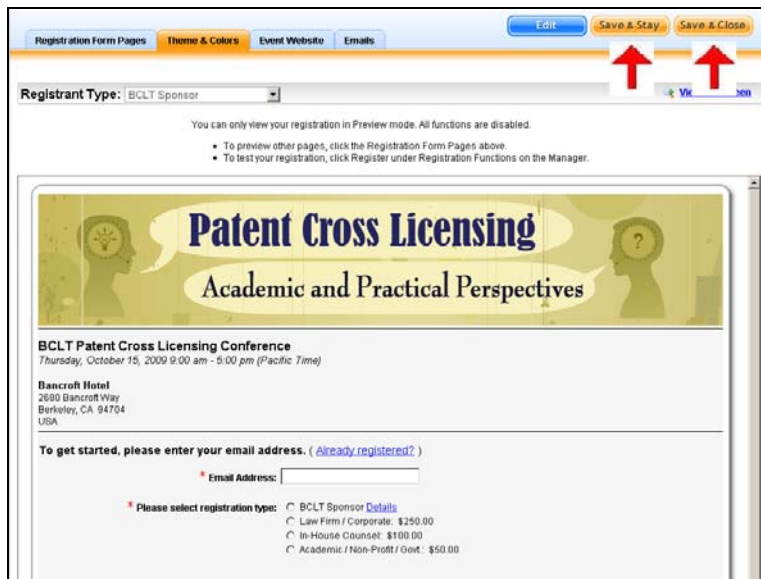 Edit Save & Stay Save & Close
Registration Form Pages Theme & Colors Event Website Emails
Registrant Type: BCLT Sponsor
You can only view your registration in Preview mode. All functions are disabled.
• To preview other pages, click the Registration Form Pages above.
• To test your registration, click Register under Registration Functions on the Manager.
Patent Cross Licensing
Academic and Practical Perspectives
BCLT Patent Cross Licensing Conference
Thursday, October 15, 2009 9:00 am - 5:00 pm (Pacific Time)
Bancroft Hotel
2680 Bancroft Way
Berkeley, CA 94704
USA
To get started, please enter your email address. ( Already registered? )
* Email Address:
* Please select registration type: BCLT Sponsor Details
Law Firm / Corporate: $250.00
In-House Counsel: $100.00
Academic / Non-Profit / Govt.: $50.00
?